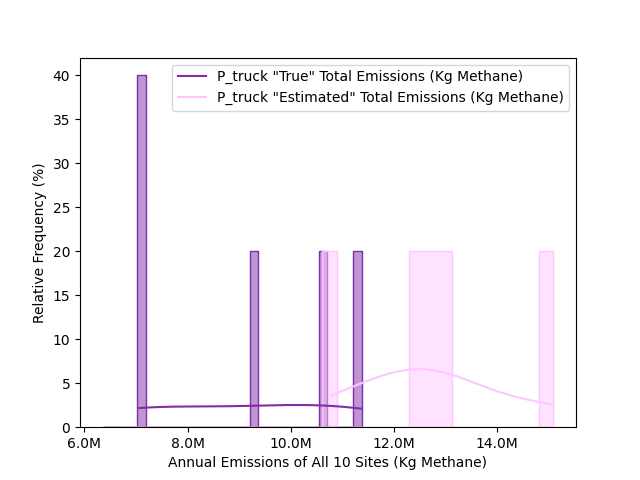 P_truck "True" Total Emissions (Kg Methane)
P_truck "Estimated" Total Emissions (Kg Methane)
40
35
30
25
20
15
10
5
0
Relative Frequency (%)
6.0M 8.0M 10.0M 12.0M 14.0M
Annual Emissions of All 10 Sites (Kg Methane)